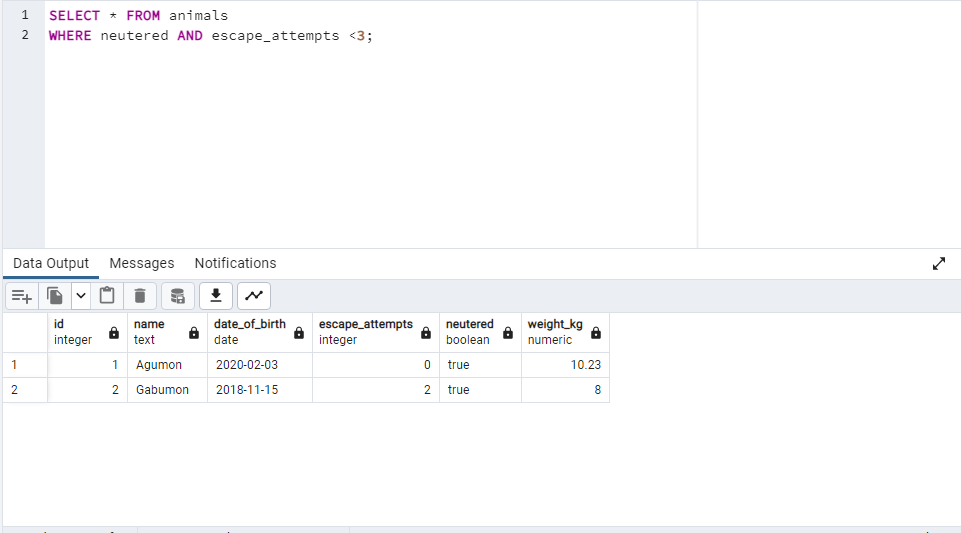 1 SELECT * FROM animals
2 WHERE neutered AND escape_attempts <3;
Data Output Messages Notifications
id name date_of_birth escape_attempts neutered weight_kg
integer text date integer boolean numeric
1 1 Agumon 2020-02-03 0 true 10.23
2 2 Gabumon 2018-11-15 2 true 8